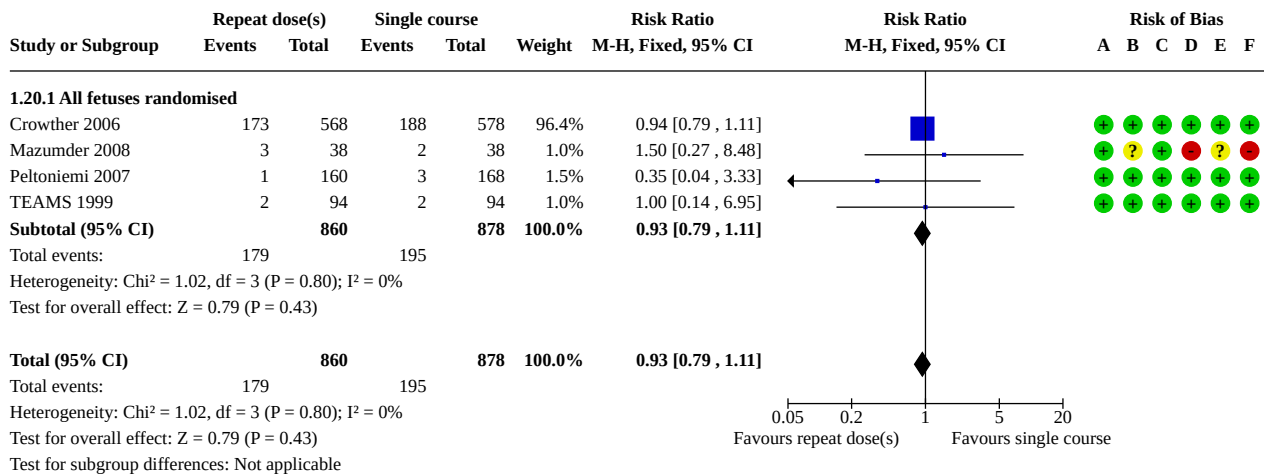 Repeat dose(s) Single course Risk Ratio Risk Ratio Risk of Bias
Study or Subgroup Events Total Events Total Weight M-H, Fixed, 95% CI M-H, Fixed, 95% CI A B C D E F
1.20.1 All fetuses randomised
Crowther 2006 173 568 188 578 96.4% 0.94 [0.79 , 1.11] + + + + + +
Mazumder 2008 3 38 2 38 1.0% 1.50 [0.27 , 8.48] + ? + - ? -
Peltoniemi 2007 1 160 3 168 1.5% 0.35 [0.04 , 3.33] + + + + + +
TEAMS 1999 2 94 2 94 1.0% 1.00 [0.14 , 6.95] + + + + + +
Subtotal (95% CI) 860 878 100.0% 0.93 [0.79 , 1.11]
Total events: 179 195
Heterogeneity: Chi² = 1.02, df = 3 (P = 0.80); I² = 0%
Test for overall effect: Z = 0.79 (P = 0.43)
Total (95% CI) 860 878 100.0% 0.93 [0.79 , 1.11]
Total events: 179 195
Heterogeneity: Chi² = 1.02, df = 3 (P = 0.80); I² = 0%
0.05 0.2 1 5 20
Test for overall effect: Z = 0.79 (P = 0.43) Favours repeat dose(s) Favours single course
Test for subgroup differences: Not applicable